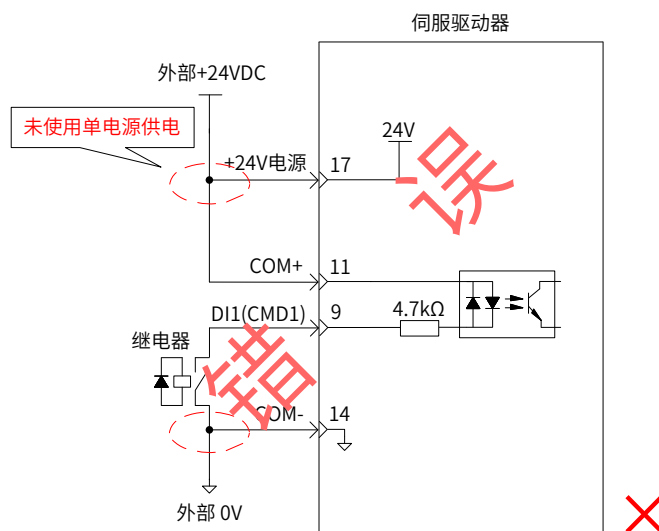 伺服驱动器
外部+24VDC
未使用单电源供电
24V
+24V电源
17
误
COM+
11
DI1(CMD1)
9
4.7kΩ
继电器
错
COM-
14
外部 0V